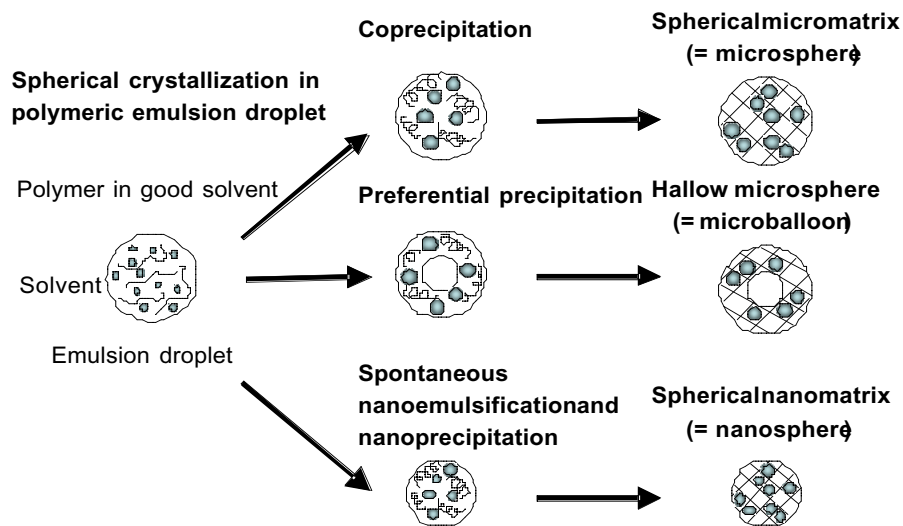 Spherical crystallization in
polymeric emulsion droplet
Polymer in good solvent
Solvent
Emulsion droplet
Coprecipitation
Sphericalmicromatrix
(= microsphere)
Preferential precipitation
Hallow microsphere
(= microballoon)
Spontaneous
nanoemulsificationand
nanoprecipitation
Sphericalnanomatrix
(= nanosphere)